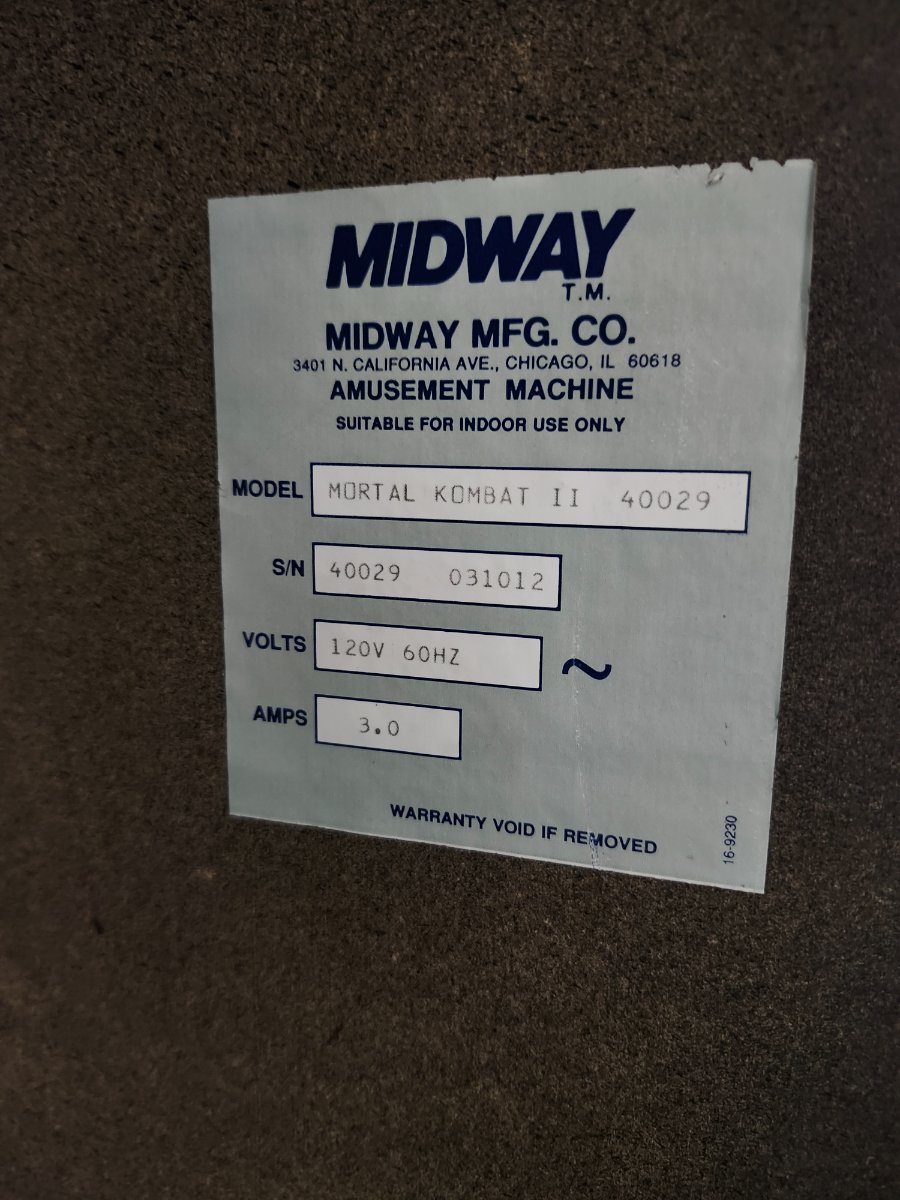 MIDWAY
T.M.
MIDWAY MFG. CO.
3401 N. CALIFORNIA AVE., CHICAGO, IL 60618
AMUSEMENT MACHINE
SUITABLE FOR INDOOR USE ONLY
MODEL MORTAL KOMBAT II 40029
S/N 40029 031012
VOLTS 120V 60HZ ~
AMPS 3.0
WARRANTY VOID IF REMOVED
16-9230